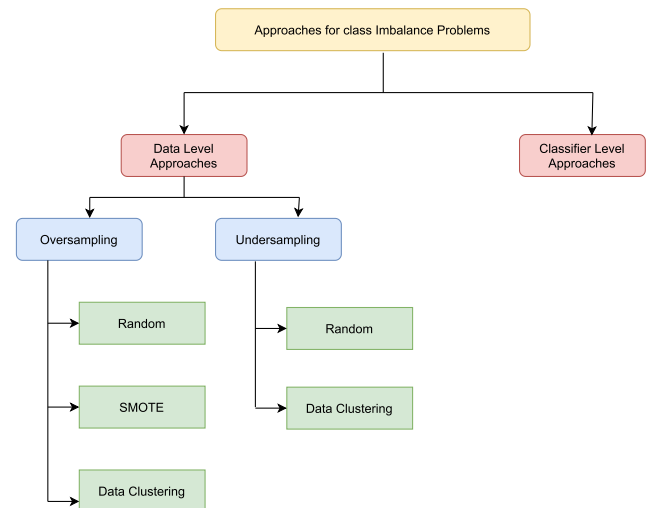 Approaches for class Imbalance Problems
Data Level
Approaches
Classifier Level
Approaches
Oversampling
Undersampling
Random
Random
SMOTE
Data Clustering
Data Clustering